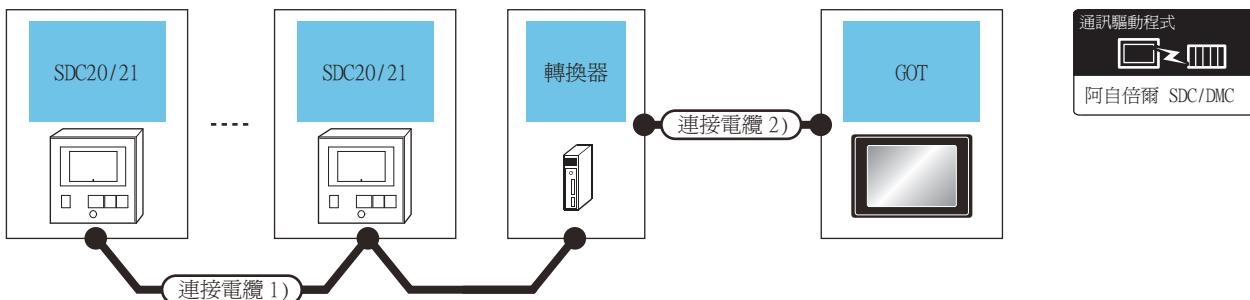 SDC20/21
SDC20/21
轉換器
GOT
連接電纜 2)
連接電纜 1)
通訊驅動程式
阿自倍爾 SDC/DMC